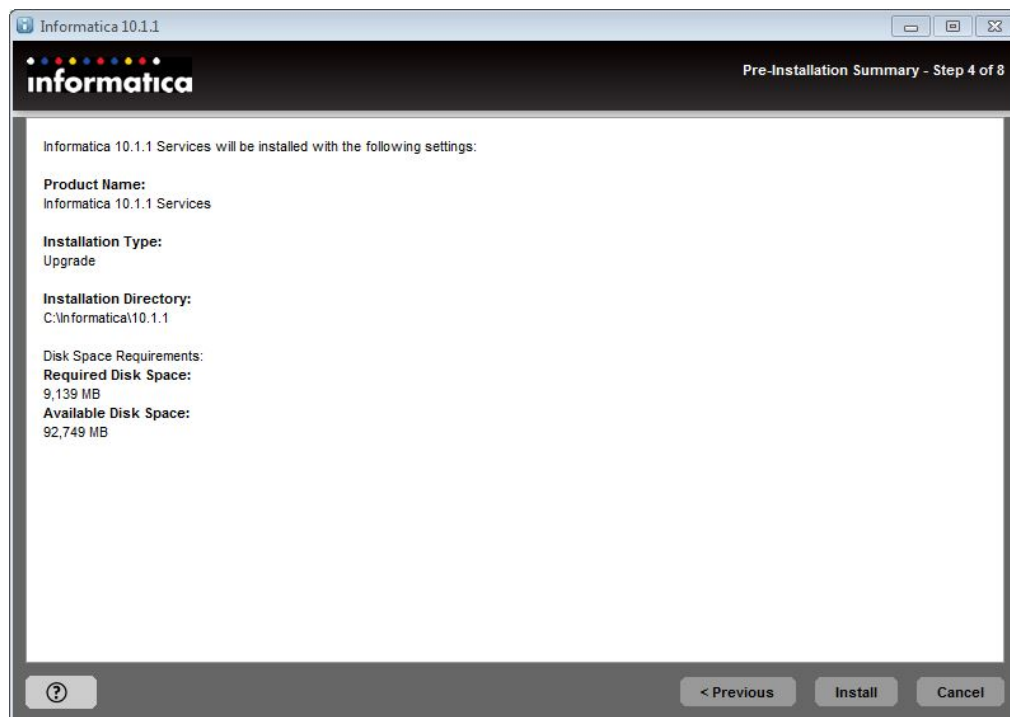 Informatica 10.1.1
informatica
Pre-Installation Summary - Step 4 of 8
Informatica 10.1.1 Services will be installed with the following settings:
Product Name:
Informatica 10.1.1 Services
Installation Type:
Upgrade
Installation Directory:
C:\Informatica\10.1.1
Disk Space Requirements:
Required Disk Space:
9,139 MB
Available Disk Space:
92,749 MB
?
< Previous
Install
Cancel